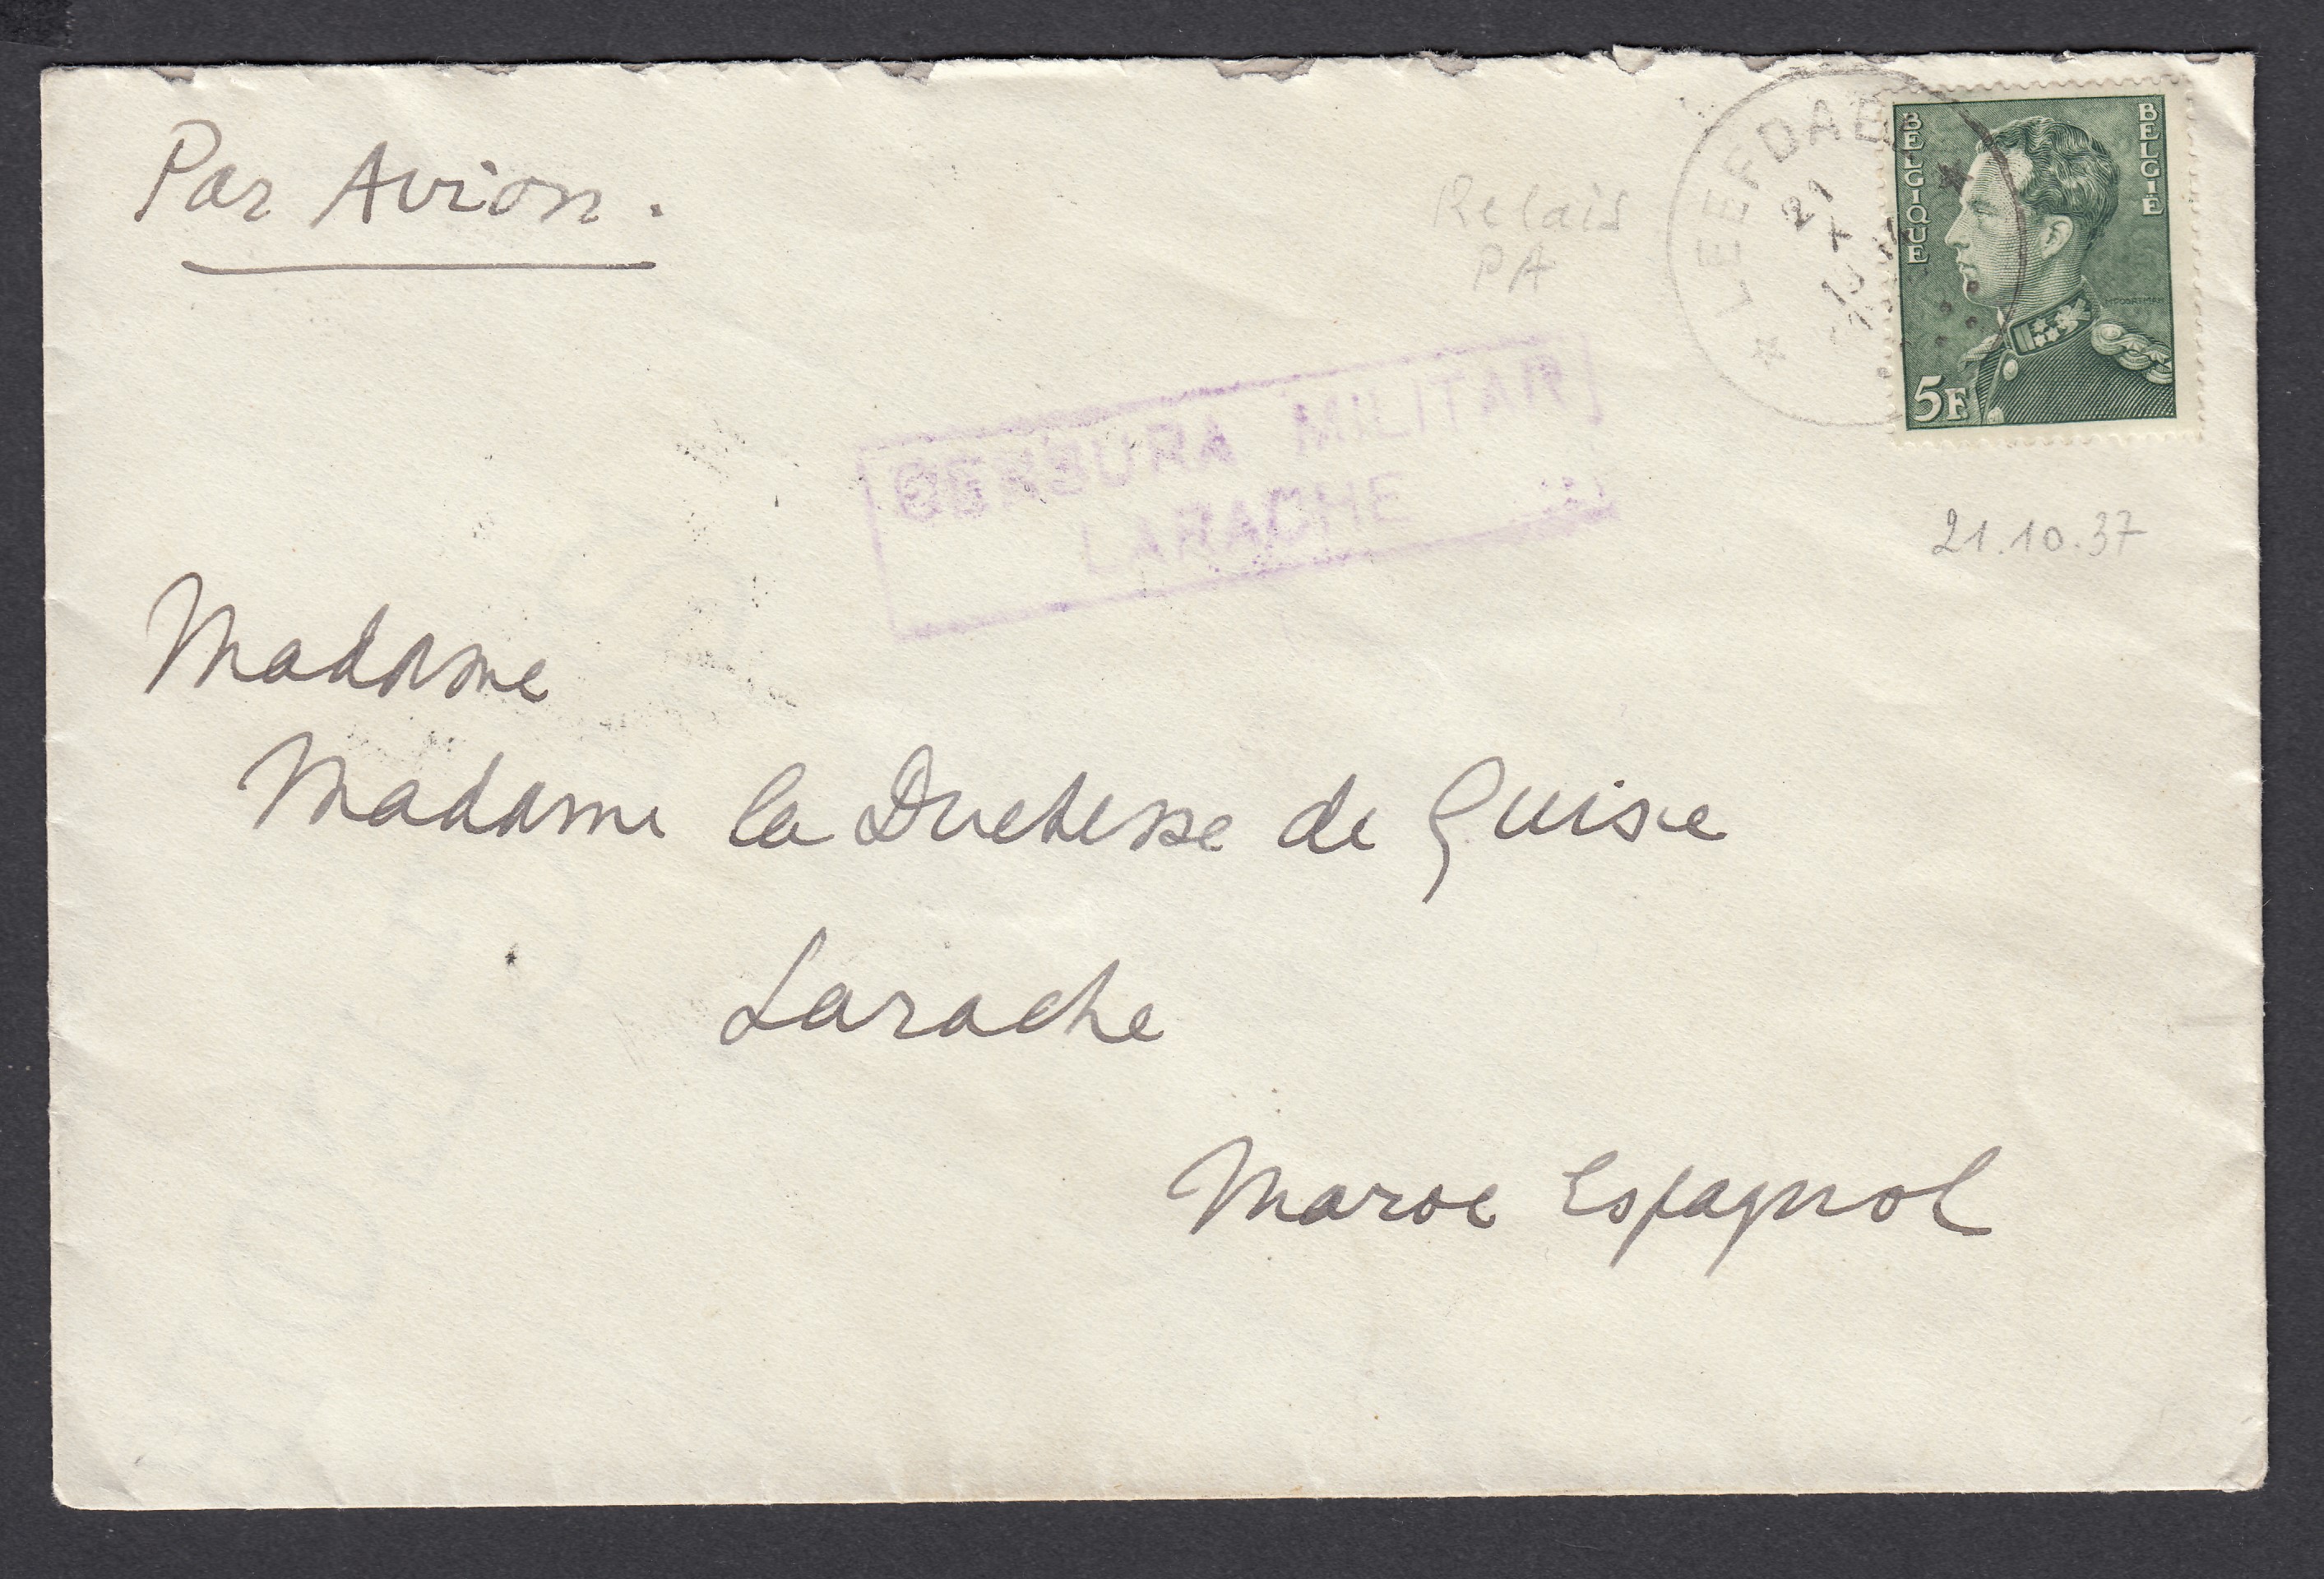 Par Avion.
Relais
PA
LEEFDAE
21
X
BELGIQUE
BELGIË
5F
CENSURA MILITAR
LARACHE
21.10.37
Madame
Madame la Duchesse de Guise
Larache
Maroc Espagnol